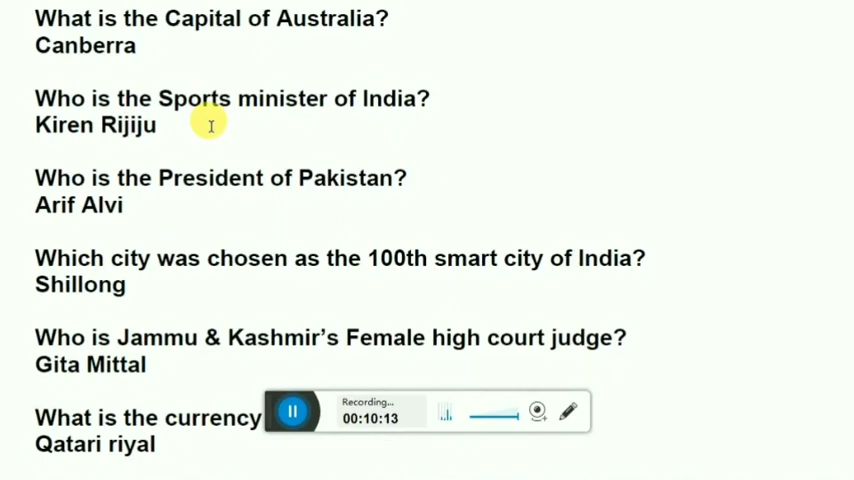 What is the Capital of Australia?
Canberra
Who is the Sports minister of India?
Kiren Rijiju
Who is the President of Pakistan?
Arif Alvi
Which city was chosen as the 100th smart city of India?
Shillong
Who is Jammu & Kashmir’s Female high court judge?
Gita Mittal
What is the currency
Qatari riyal
Recording...
00:10:13